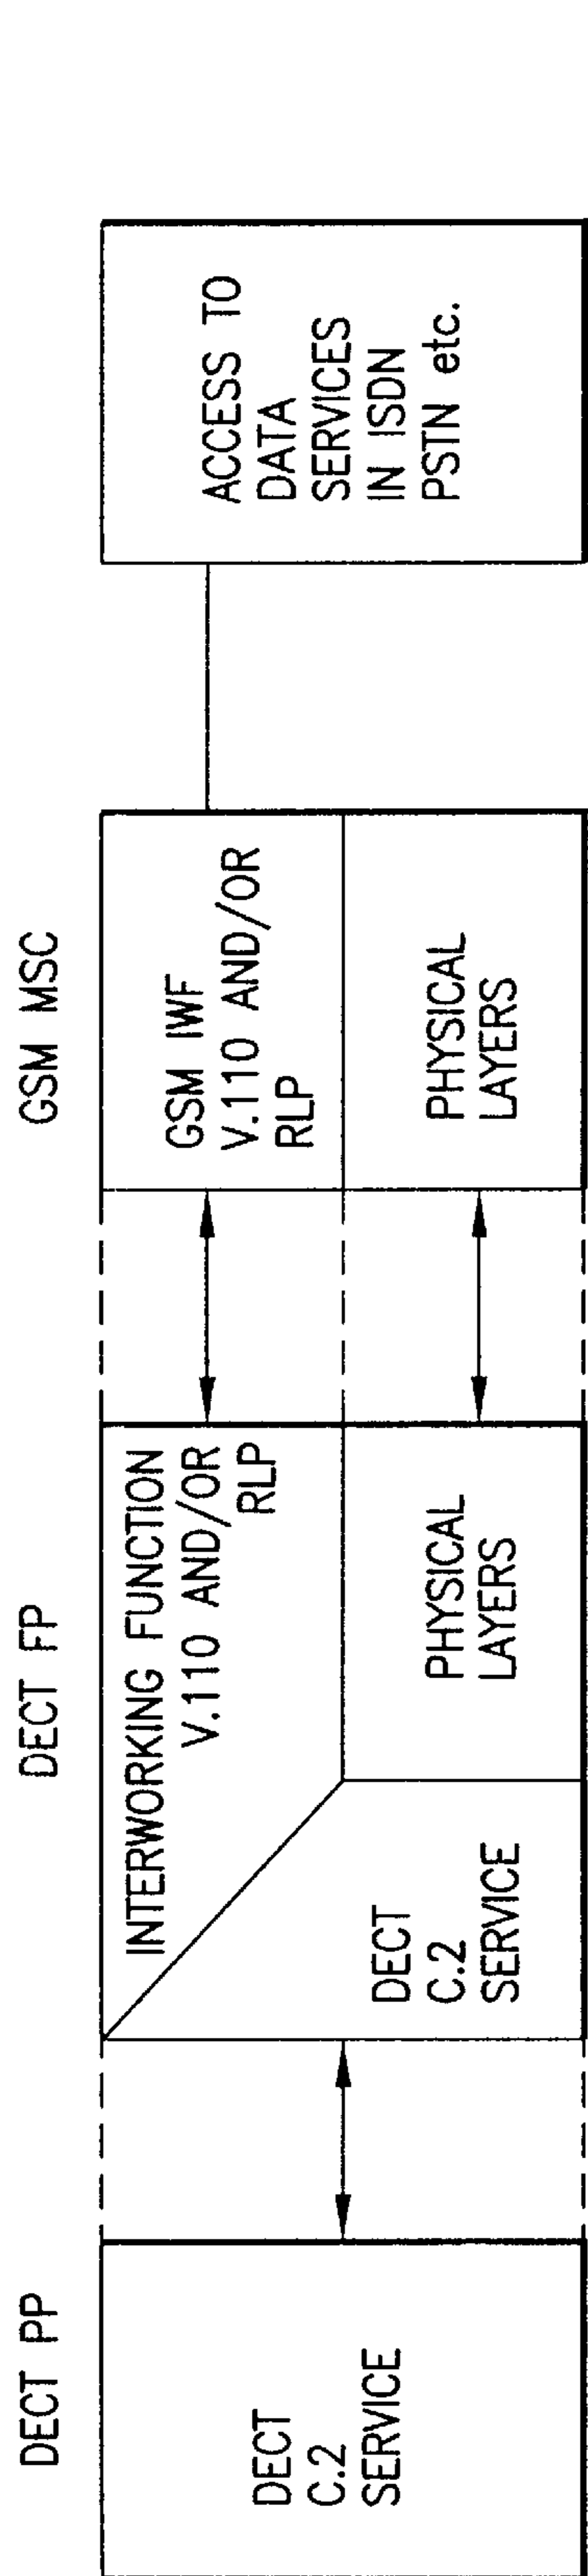 DECT PP
DECT
C.2
SERVICE
DECT FP
INTERWORKING FUNCTION
V.110 AND/OR
RLP
DECT
C.2
SERVICE
PHYSICAL
LAYERS
GSM MSC
GSM IWF
V.110 AND/OR
RLP
PHYSICAL
LAYERS
ACCESS TO
DATA
SERVICES
IN ISDN
PSTN etc.